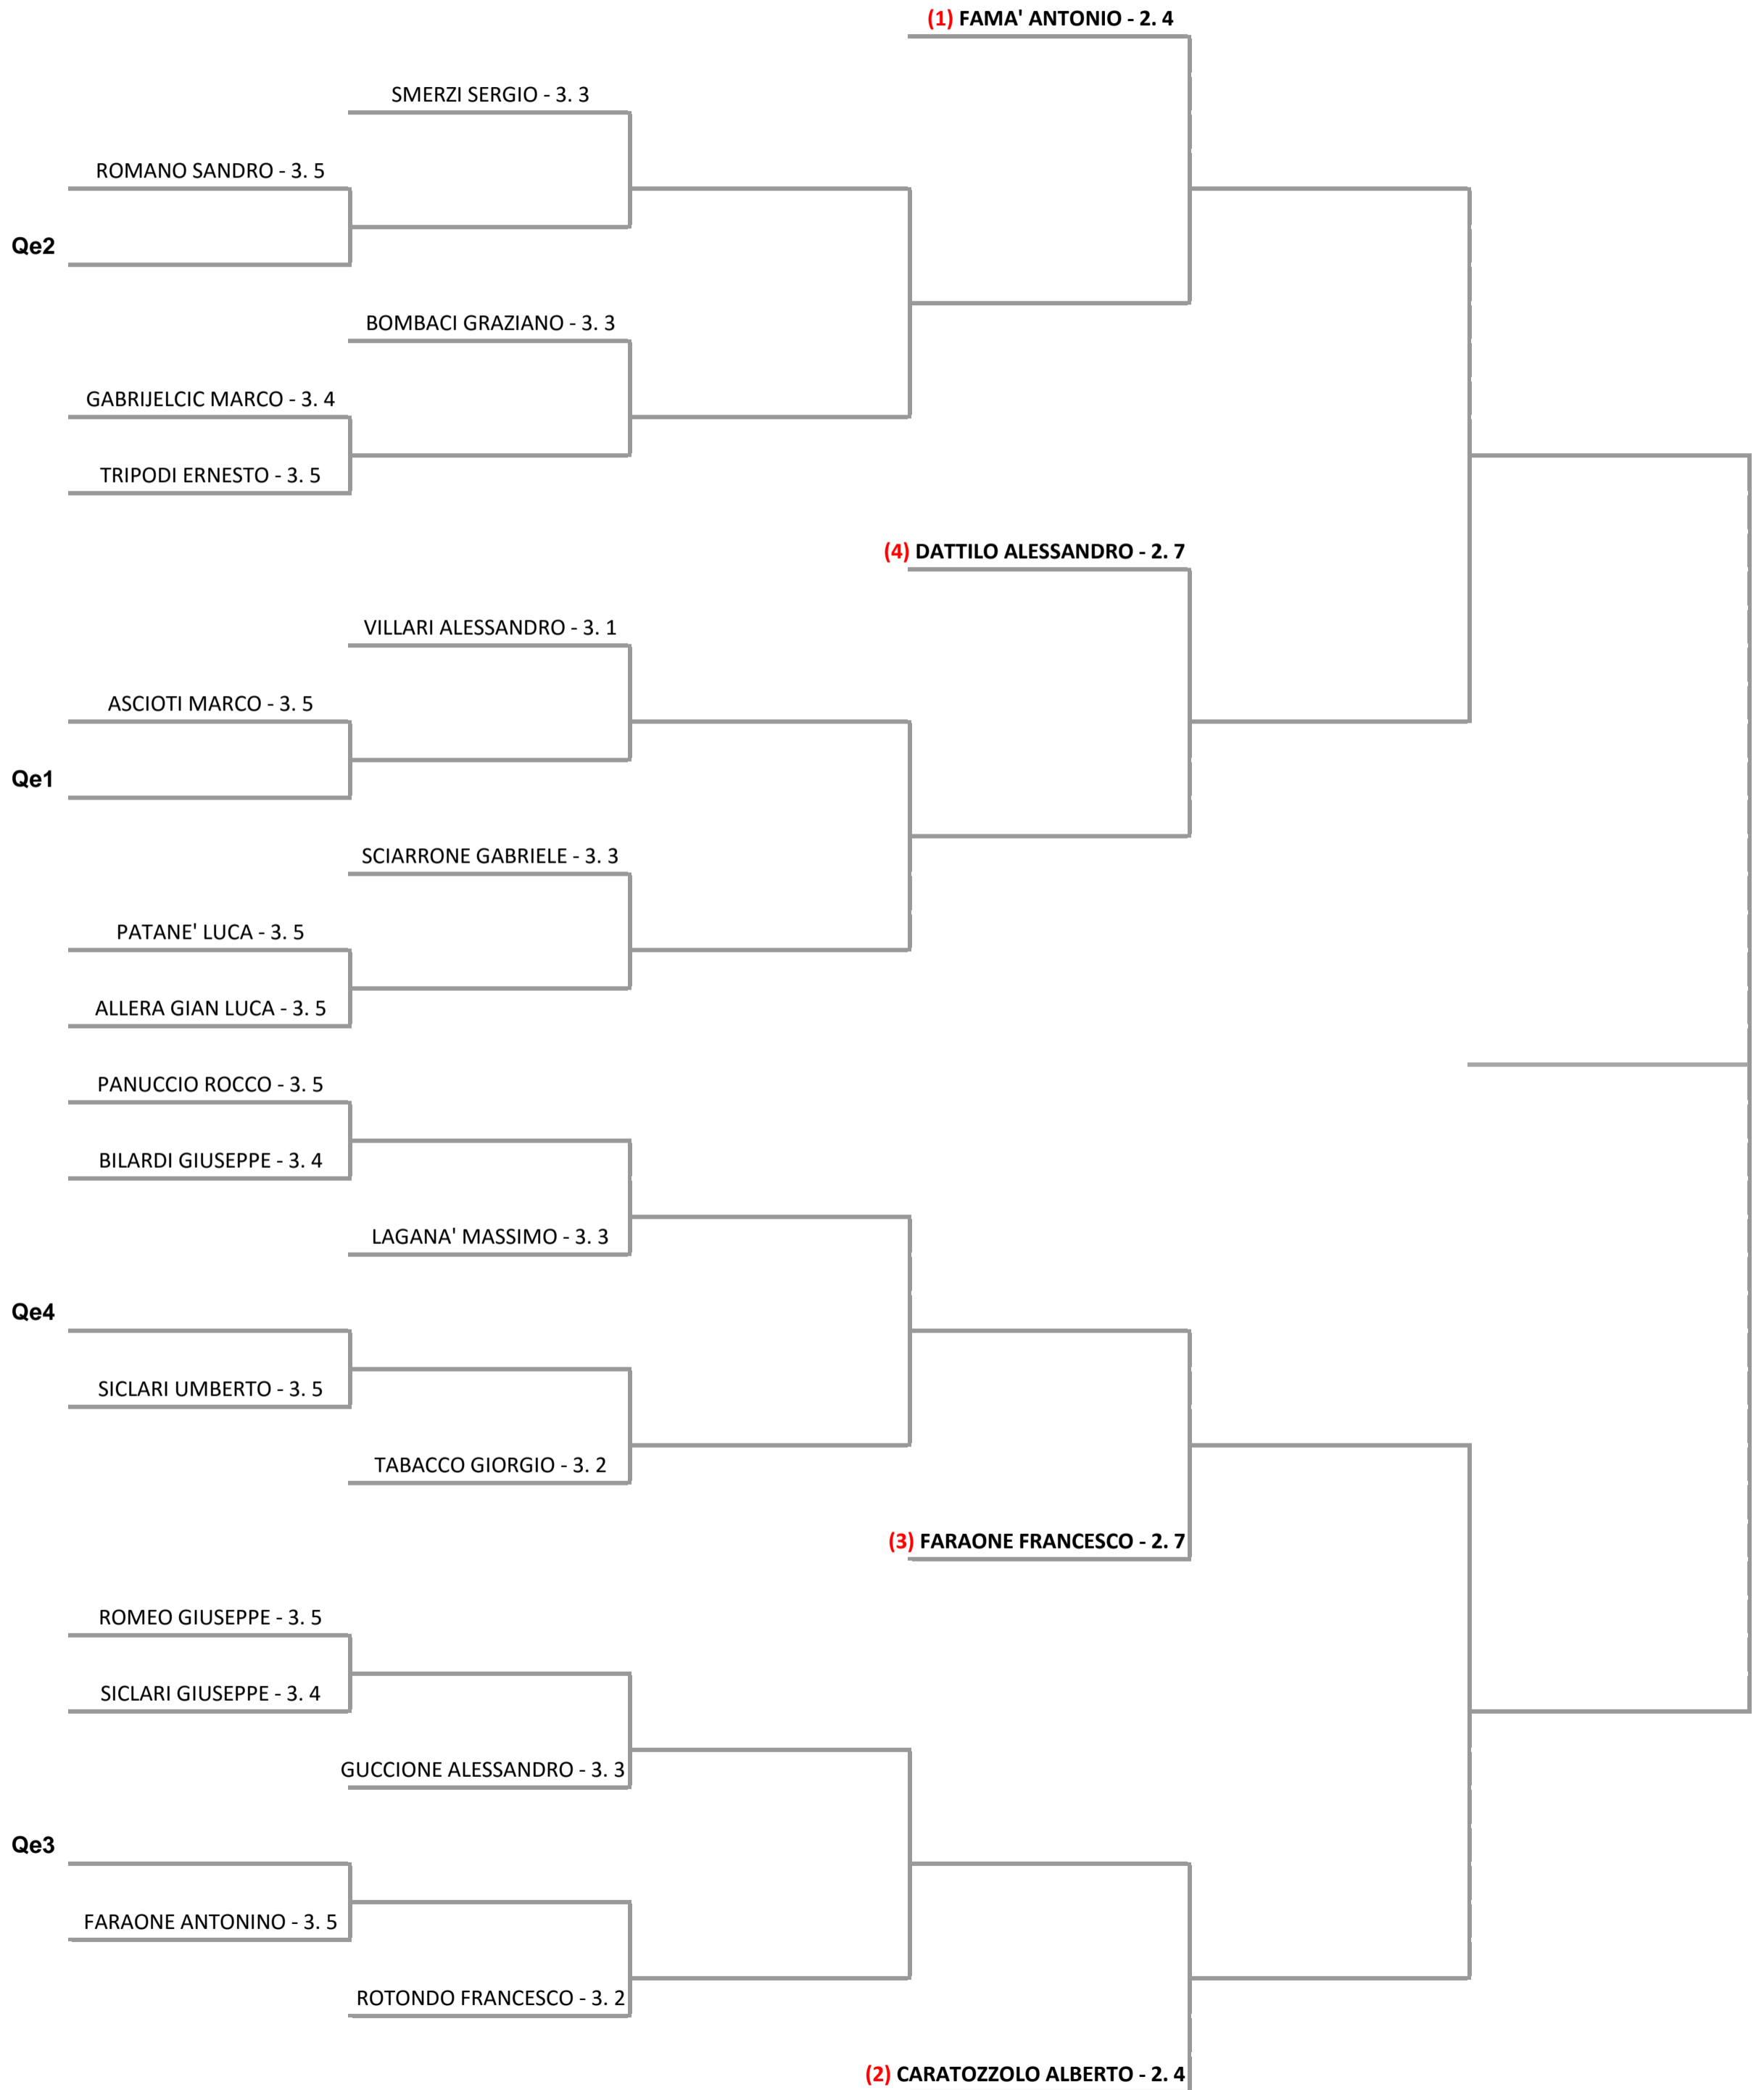 (1) FAMA' ANTONIO - 2. 4
SMERZI SERGIO - 3. 3
ROMANO SANDRO - 3. 5
Qe2
BOMBACI GRAZIANO - 3. 3
GABRIJELCIC MARCO - 3. 4
TRIPODI ERNESTO - 3. 5
(4) DATTILO ALESSANDRO - 2. 7
VILLARI ALESSANDRO - 3. 1
ASCIOTI MARCO - 3. 5
Qe1
SCIARRONE GABRIELE - 3. 3
PATANE' LUCA - 3. 5
ALLERA GIAN LUCA - 3. 5
PANUCCIO ROCCO - 3. 5
BILARDI GIUSEPPE - 3. 4
LAGANA' MASSIMO - 3. 3
Qe4
SICLARI UMBERTO - 3. 5
TABACCO GIORGIO - 3. 2
(3) FARAONE FRANCESCO - 2. 7
ROMEO GIUSEPPE - 3. 5
SICLARI GIUSEPPE - 3. 4
GUCCIONE ALESSANDRO - 3. 3
Qe3
FARAONE ANTONINO - 3. 5
ROTONDO FRANCESCO - 3. 2
(2) CARATOZZOLO ALBERTO - 2. 4